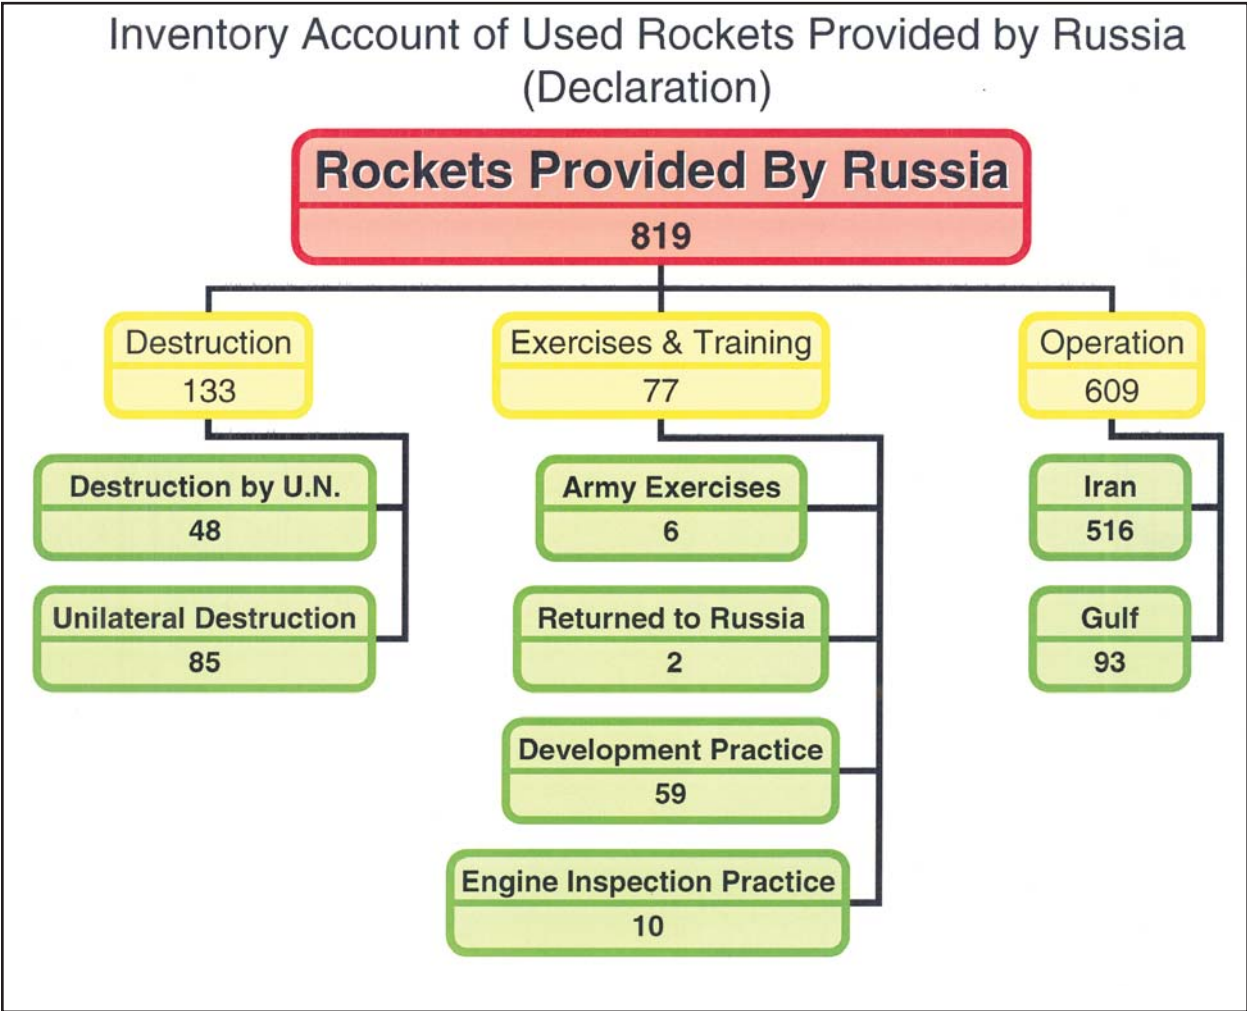 Inventory Account of Used Rockets Provided by Russia
(Declaration)
Rockets Provided By Russia
819
Destruction
133
Exercises & Training
77
Operation
609
Destruction by U.N.
48
Unilateral Destruction
85
Army Exercises
6
Returned to Russia
2
Development Practice
59
Engine Inspection Practice
10
Iran
516
Gulf
93